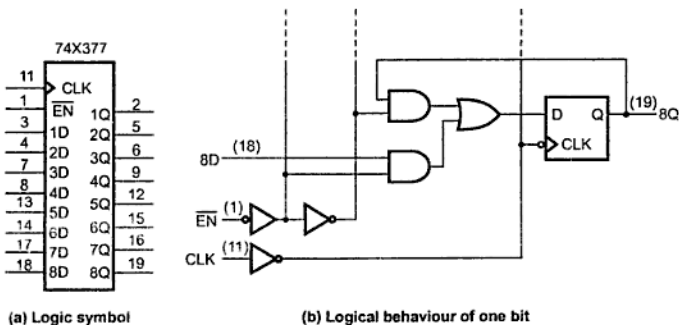 74X377
11 CLK
1 EN
3 1D 1Q 2
4 2D 2Q 5
7 3D 3Q 6
8 4D 4Q 9
13 5D 5Q 12
14 6D 6Q 15
17 7D 7Q 16
18 8D 8Q 19
(a) Logic symbol
D Q (19) 8Q
CLK
8D (18)
EN (1)
CLK (11)
(b) Logical behaviour of one bit